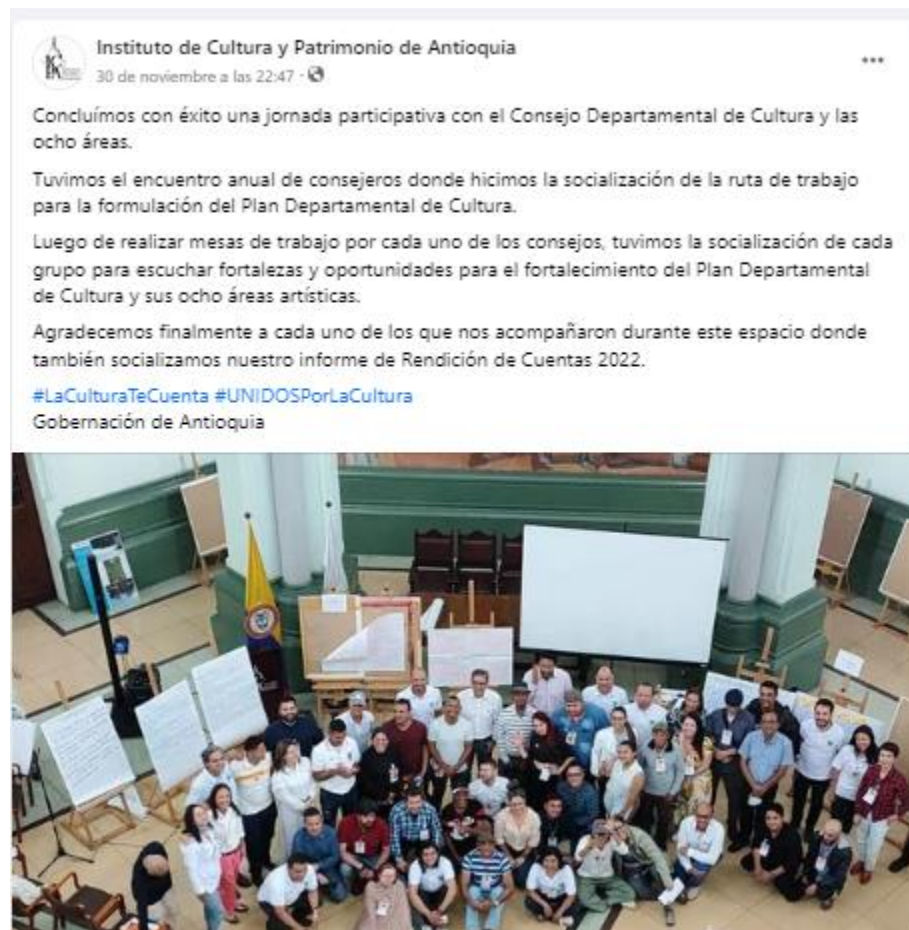 Instituto de Cultura y Patrimonio de Antioquia
30 de noviembre a las 22:47 ·
Concluímos con éxito una jornada participativa con el Consejo Departamental de Cultura y las
ocho áreas.
Tuvimos el encuentro anual de consejeros donde hicimos la socialización de la ruta de trabajo
para la formulación del Plan Departamental de Cultura.
Luego de realizar mesas de trabajo por cada uno de los consejos, tuvimos la socialización de cada
grupo para escuchar fortalezas y oportunidades para el fortalecimiento del Plan Departamental
de Cultura y sus ocho áreas artísticas.
Agradecemos finalmente a cada uno de los que nos acompañaron durante este espacio donde
también socializamos nuestro informe de Rendición de Cuentas 2022.
#LaCulturaTeCuenta #UNIDOSPorLaCultura
Gobernación de Antioquia